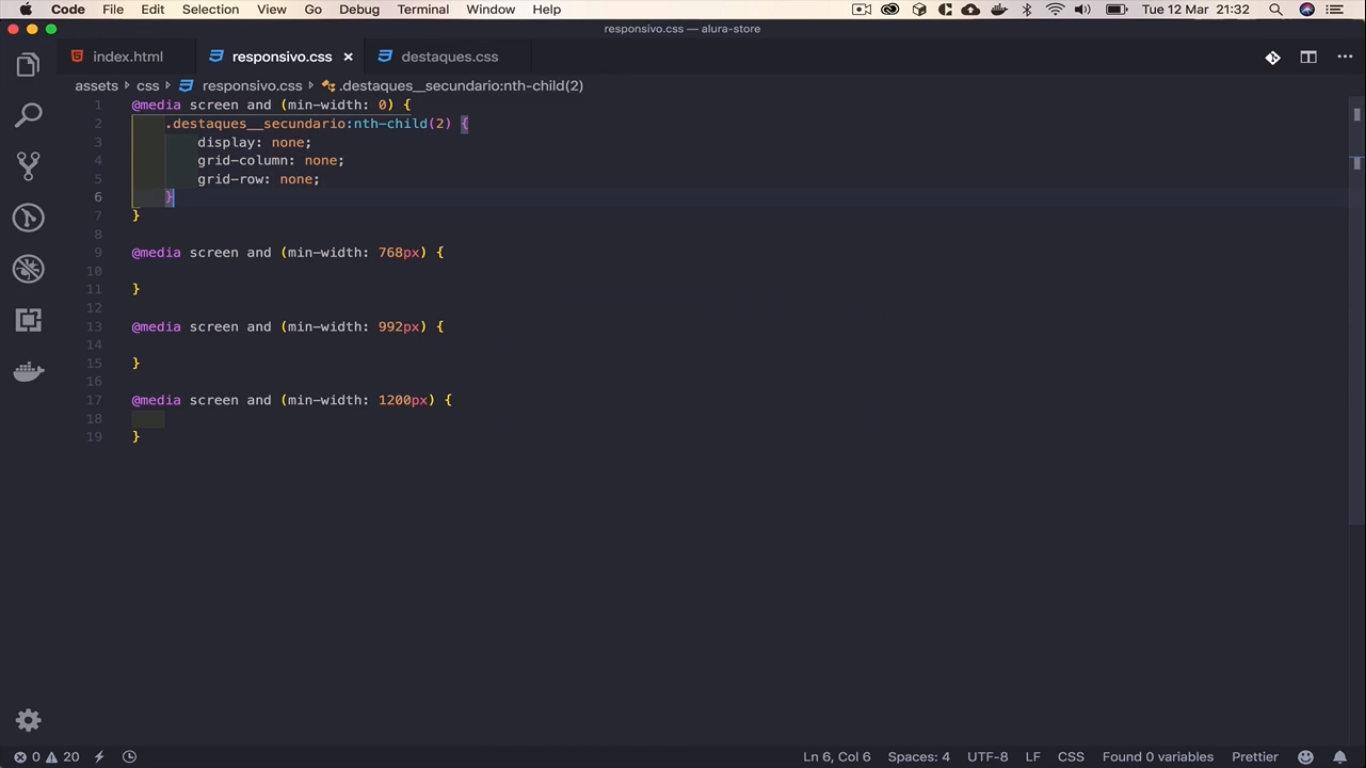 Code File Edit Selection View Go Debug Terminal Window Help Tue 12 Mar 21:32
responsivo.css — alura-store
index.html responsivo.css × destaques.css
assets css responsivo.css .destaques__secundario:nth-child(2)
1 @media screen and (min-width: 0) {
2 .destaques__secundario:nth-child(2) {
3 display: none;
4 grid-column: none;
5 grid-row: none;
6 }
7 }
8
9 @media screen and (min-width: 768px) {
10
11 }
12
13 @media screen and (min-width: 992px) {
14
15 }
16
17 @media screen and (min-width: 1200px) {
18
19 }
0 20 Ln 6, Col 6 Spaces: 4 UTF-8 LF CSS Found 0 variables Prettier